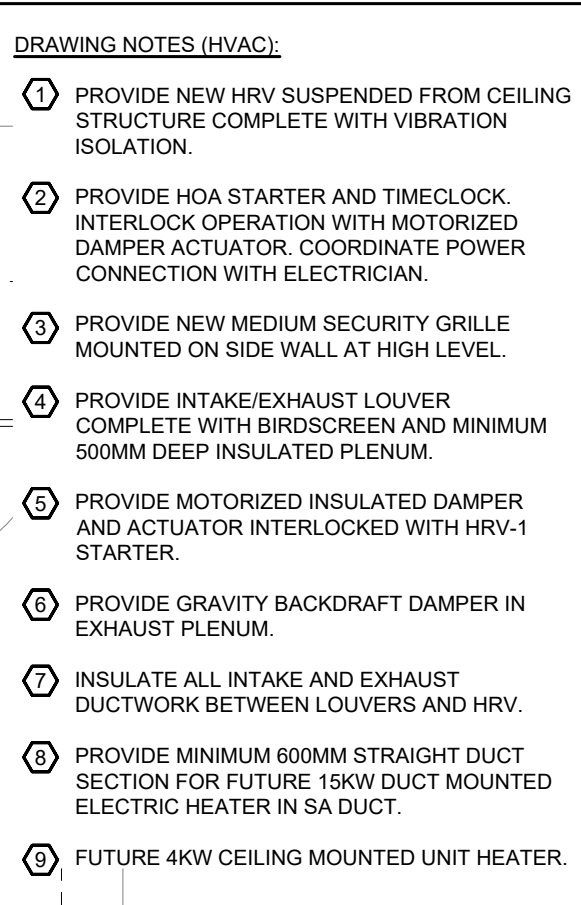 DRAWING NOTES (HVAC):
1 PROVIDE NEW HRV SUSPENDED FROM CEILING
STRUCTURE COMPLETE WITH VIBRATION
ISOLATION.
2 PROVIDE HOA STARTER AND TIMECLOCK.
INTERLOCK OPERATION WITH MOTORIZED
DAMPER ACTUATOR. COORDINATE POWER
CONNECTION WITH ELECTRICIAN.
3 PROVIDE NEW MEDIUM SECURITY GRILLE
MOUNTED ON SIDE WALL AT HIGH LEVEL.
4 PROVIDE INTAKE/EXHAUST LOUVER
COMPLETE WITH BIRDSCREEN AND MINIMUM
500MM DEEP INSULATED PLENUM.
5 PROVIDE MOTORIZED INSULATED DAMPER
AND ACTUATOR INTERLOCKED WITH HRV-1
STARTER.
6 PROVIDE GRAVITY BACKDRAFT DAMPER IN
EXHAUST PLENUM.
7 INSULATE ALL INTAKE AND EXHAUST
DUCTWORK BETWEEN LOUVERS AND HRV.
8 PROVIDE MINIMUM 600MM STRAIGHT DUCT
SECTION FOR FUTURE 15KW DUCT MOUNTED
ELECTRIC HEATER IN SA DUCT.
9 FUTURE 4KW CEILING MOUNTED UNIT HEATER.